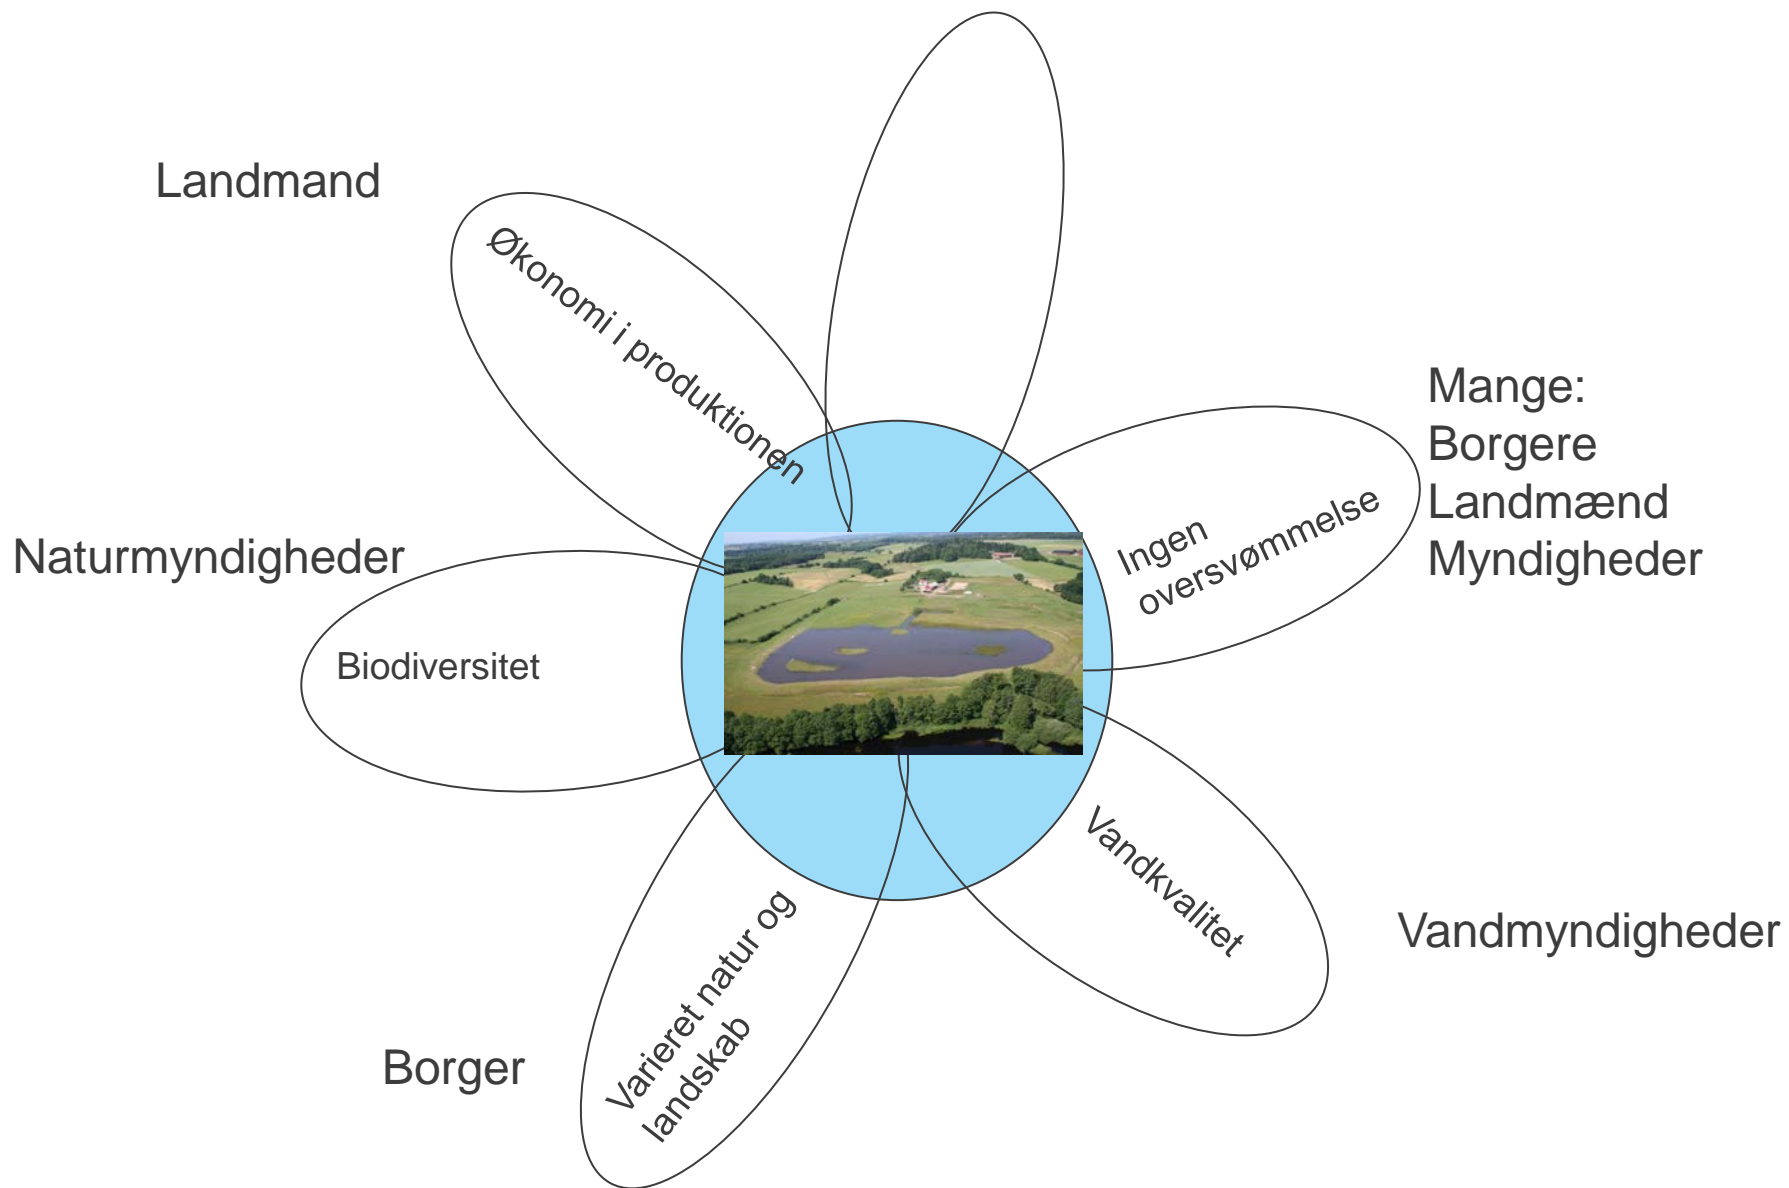 Landmand
Økonomi i produktionen
Mange:
Borgere
Landmænd
Myndigheder
Ingen
oversvømmelse
Naturmyndigheder
Biodiversitet
Vandkvalitet
Vandmyndigheder
Varieret natur og
landskab
Borger